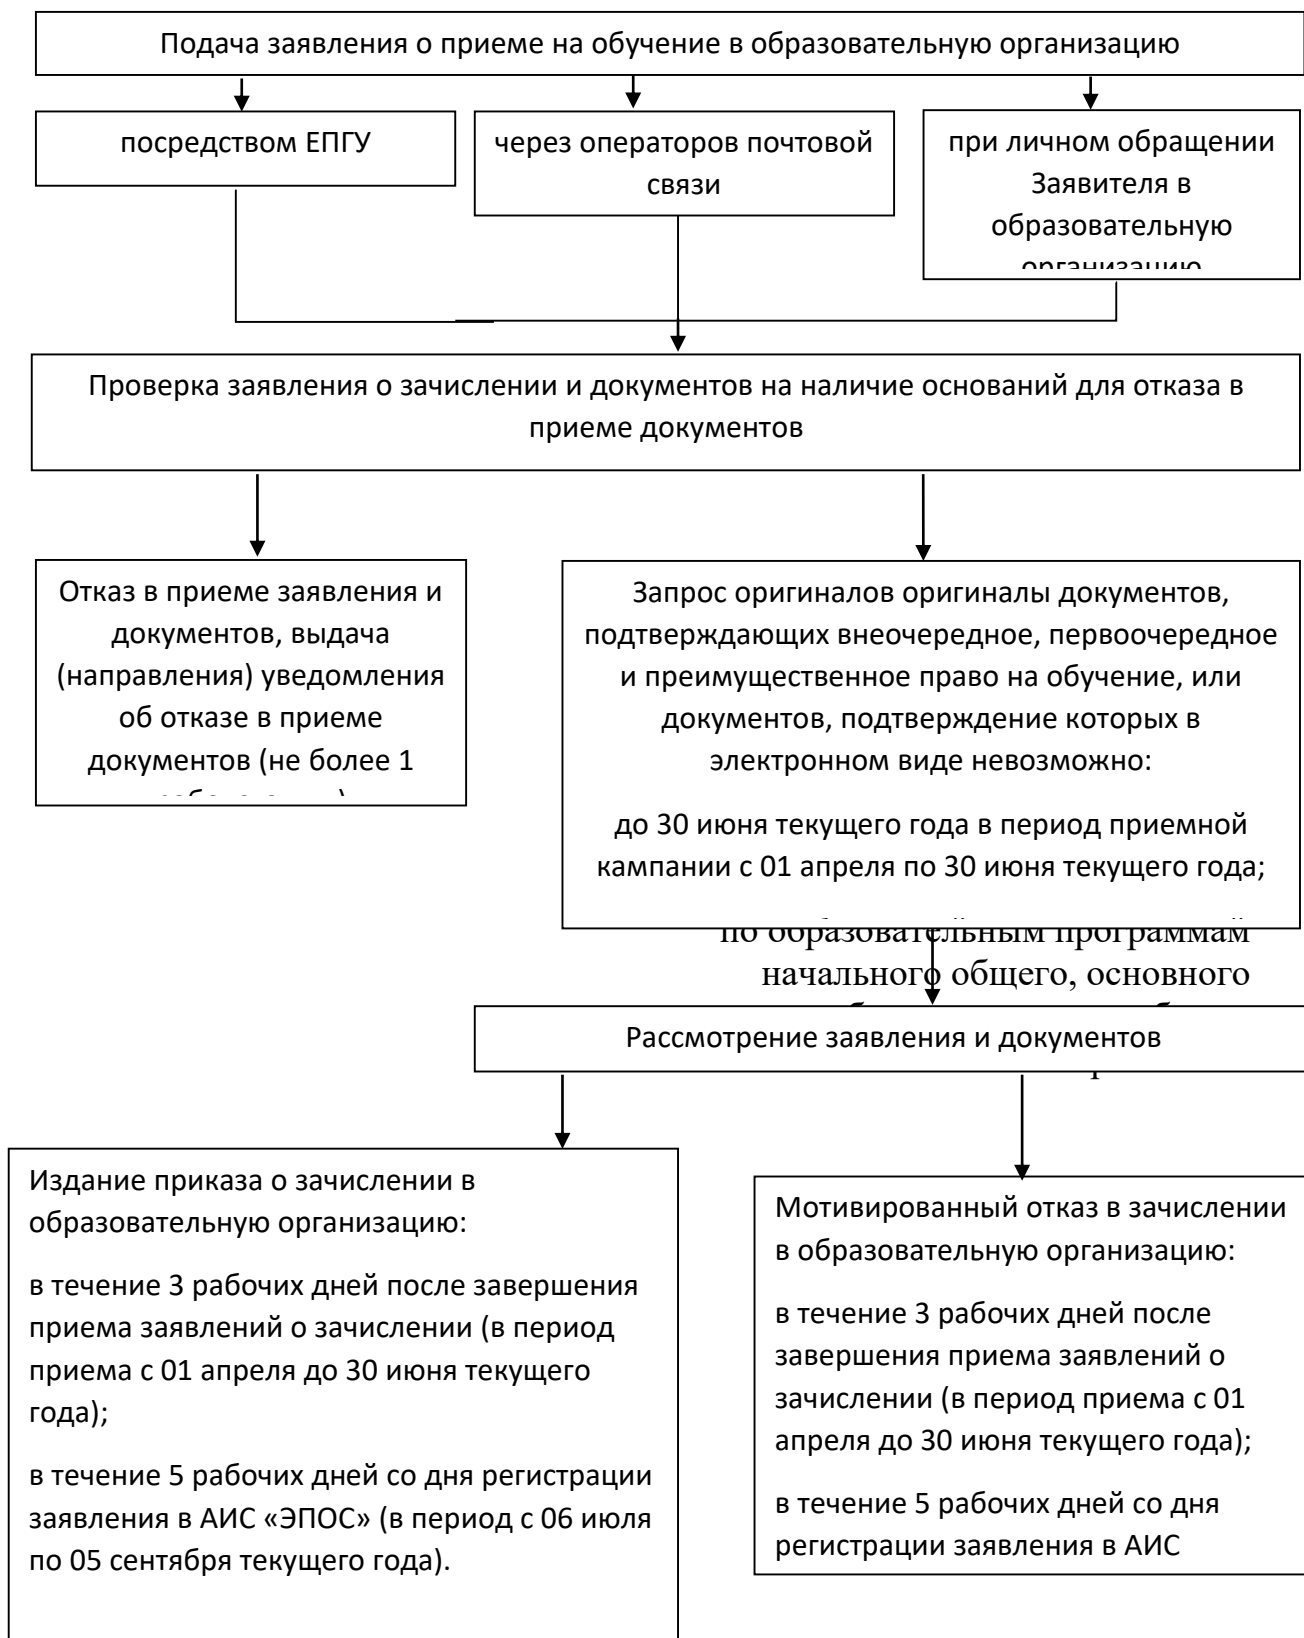 Подача заявления о приеме на обучение в образовательную организацию
посредством ЕПГУ
через операторов почтовой
связи
при личном обращении
Заявителя в
образовательную
организацию
Проверка заявления о зачислении и документов на наличие оснований для отказа в
приеме документов
Отказ в приеме заявления и
документов, выдача
(направления) уведомления
об отказе в приеме
документов (не более 1
Запрос оригиналов оригиналы документов,
подтверждающих внеочередное, первоочередное
и преимущественное право на обучение, или
документов, подтверждение которых в
электронном виде невозможно:
до 30 июня текущего года в период приемной
кампании с 01 апреля по 30 июня текущего года;
по образовательным программам
начального общего, основного
Рассмотрение заявления и документов
Издание приказа о зачислении в
образовательную организацию:
в течение 3 рабочих дней после завершения
приема заявлений о зачислении (в период
приема с 01 апреля до 30 июня текущего
года);
в течение 5 рабочих дней со дня регистрации
заявления в АИС «ЭПОС» (в период с 06 июля
по 05 сентября текущего года).
Мотивированный отказ в зачислении
в образовательную организацию:
в течение 3 рабочих дней после
завершения приема заявлений о
зачислении (в период приема с 01
апреля до 30 июня текущего года);
в течение 5 рабочих дней со дня
регистрации заявления в АИС